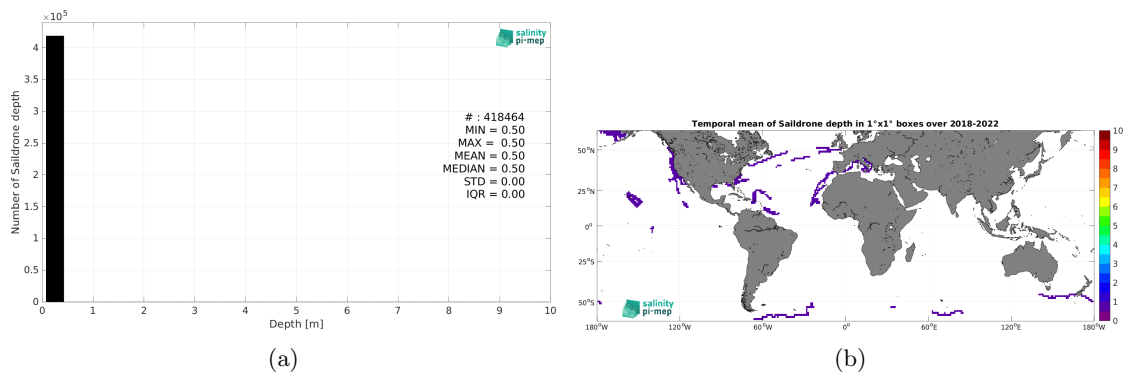 ×10⁵
4
3.5
3
2.5
2
1.5
1
0.5
0
Number of Saildrone depth
salinity
pi-mep
# : 418464
MIN = 0.50
MAX = 0.50
MEAN = 0.50
MEDIAN = 0.50
STD = 0.00
IQR = 0.00
0 1 2 3 4 5 6 7 8 9 10
Depth [m]
(a)
Temporal mean of Saildrone depth in 1°x1° boxes over 2018-2022
50°N
25°N
0°
25°S
50°S
salinity
pi-mep
180°W 120°W 60°W 0° 60°E 120°E 180°W
10
9
8
7
6
5
4
3
2
1
0
(b)